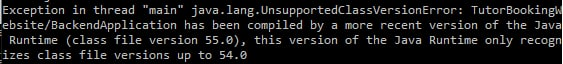 Exception in thread "main" java.lang.UnsupportedClassVersionError: TutorBookingW
ebsite/BackendApplication has been compiled by a more recent version of the Java
 Runtime (class file version 55.0), this version of the Java Runtime only recogn
izes class file versions up to 54.0